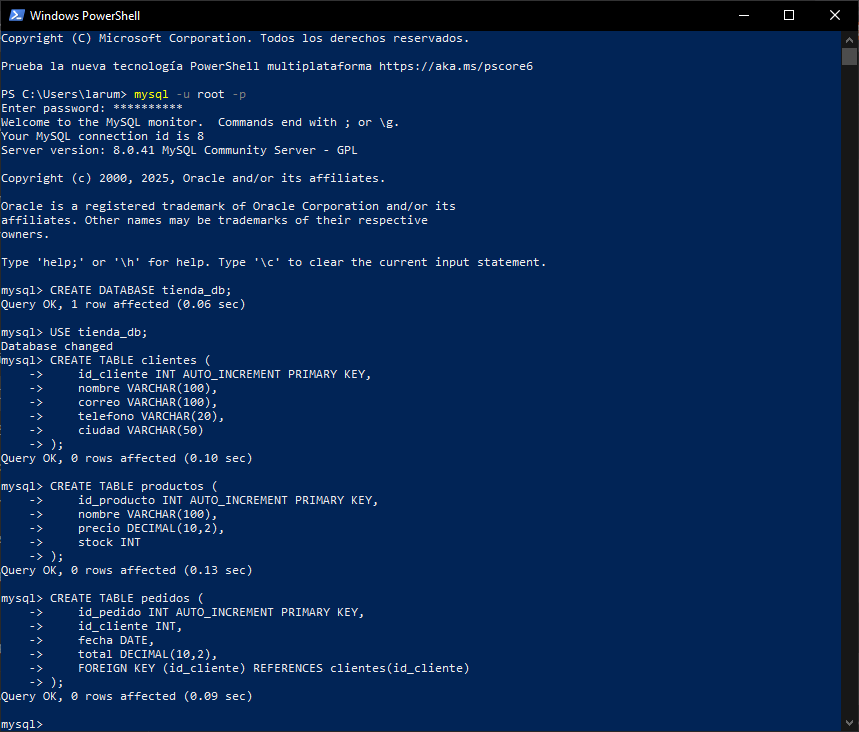 Windows PowerShell
Copyright (C) Microsoft Corporation. Todos los derechos reservados.
Prueba la nueva tecnología PowerShell multiplataforma https://aka.ms/pscore6
PS C:\Users\larum> mysql -u root -p
Enter password: **********
Welcome to the MySQL monitor.  Commands end with ; or \g.
Your MySQL connection id is 8
Server version: 8.0.41 MySQL Community Server - GPL
Copyright (c) 2000, 2025, Oracle and/or its affiliates.
Oracle is a registered trademark of Oracle Corporation and/or its
affiliates. Other names may be trademarks of their respective
owners.
Type 'help;' or '\h' for help. Type '\c' to clear the current input statement.
mysql> CREATE DATABASE tienda_db;
Query OK, 1 row affected (0.06 sec)
mysql> USE tienda_db;
Database changed
mysql> CREATE TABLE clientes (
    ->     id_cliente INT AUTO_INCREMENT PRIMARY KEY,
    ->     nombre VARCHAR(100),
    ->     correo VARCHAR(100),
    ->     telefono VARCHAR(20),
    ->     ciudad VARCHAR(50)
    -> );
Query OK, 0 rows affected (0.10 sec)
mysql> CREATE TABLE productos (
    ->     id_producto INT AUTO_INCREMENT PRIMARY KEY,
    ->     nombre VARCHAR(100),
    ->     precio DECIMAL(10,2),
    ->     stock INT
    -> );
Query OK, 0 rows affected (0.13 sec)
mysql> CREATE TABLE pedidos (
    ->     id_pedido INT AUTO_INCREMENT PRIMARY KEY,
    ->     id_cliente INT,
    ->     fecha DATE,
    ->     total DECIMAL(10,2),
    ->     FOREIGN KEY (id_cliente) REFERENCES clientes(id_cliente)
    -> );
Query OK, 0 rows affected (0.09 sec)
mysql>